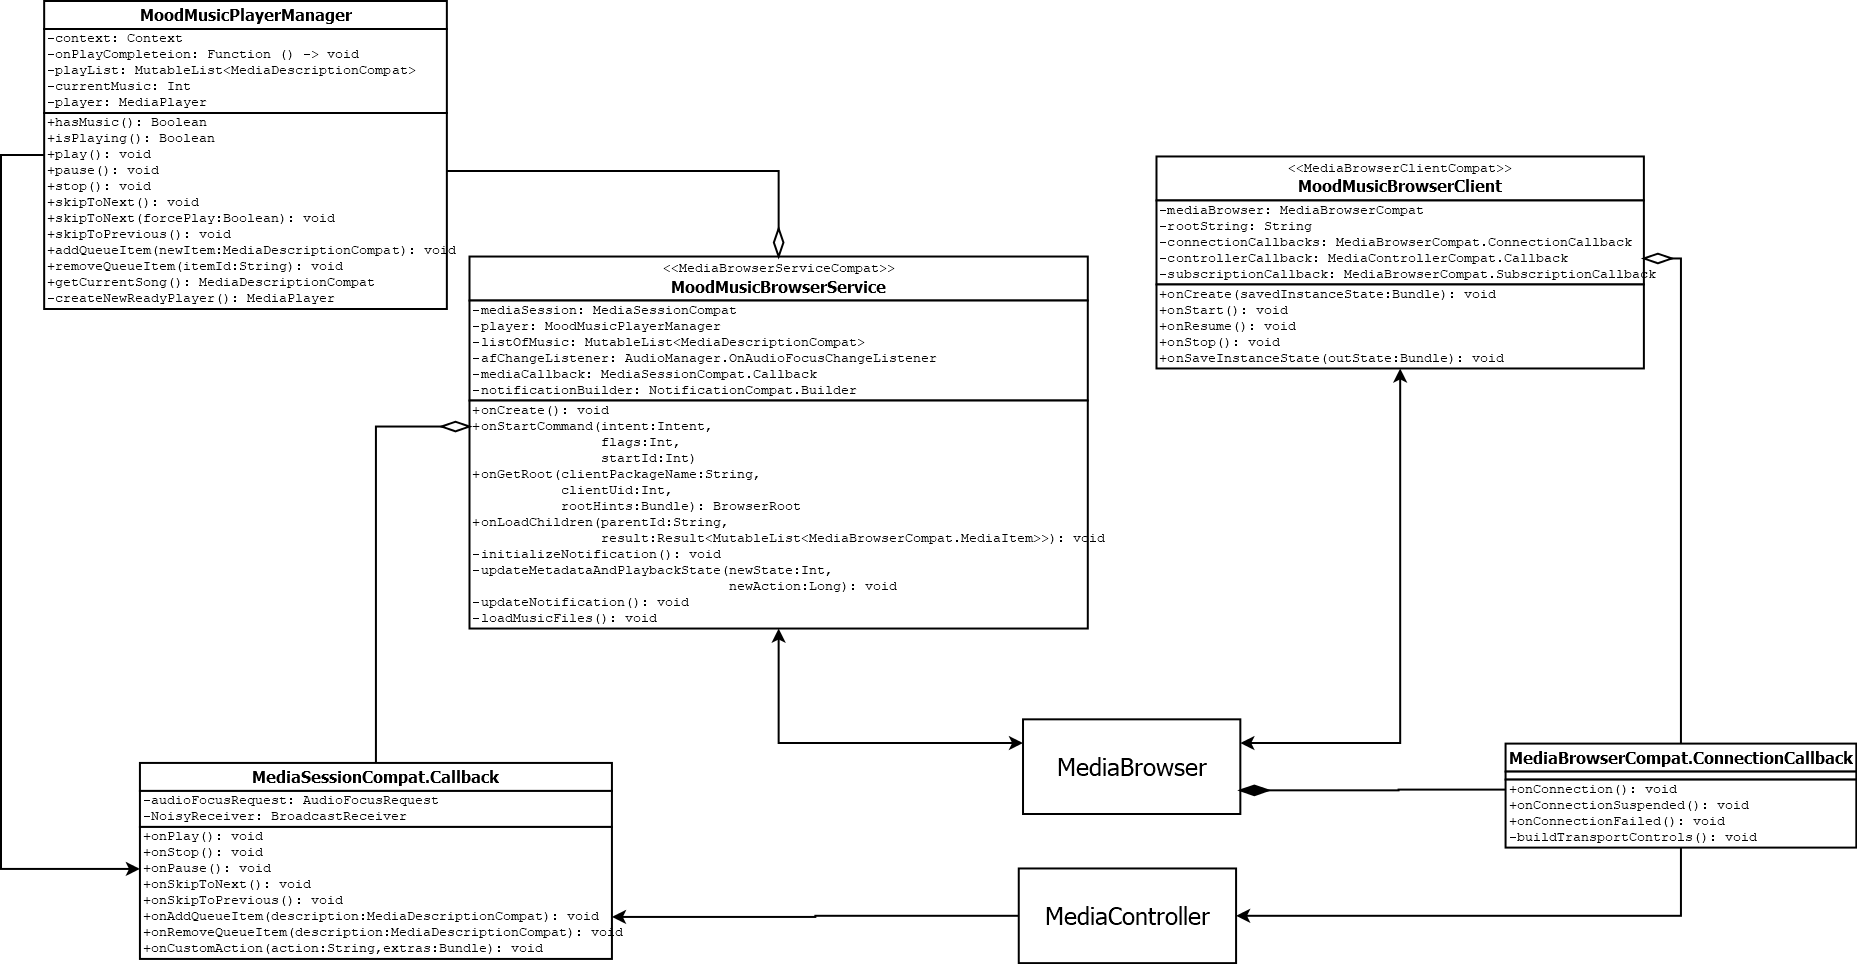 MoodMusicPlayerManager
-context: Context
-onPlayCompleteion: Function () -> void
-playList: MutableList<MediaDescriptionCompat>
-currentMusic: Int
-player: MediaPlayer
+hasMusic(): Boolean
+isPlaying(): Boolean
+play(): void
+pause(): void
+stop(): void
+skipToNext(): void
+skipToNext(forcePlay:Boolean): void
+skipToPrevious(): void
+addQueueItem(newItem:MediaDescriptionCompat): void
+removeQueueItem(itemId:String): void
+getCurrentSong(): MediaDescriptionCompat
-createNewReadyPlayer(): MediaPlayer
<<MediaBrowserClientCompat>>
MoodMusicBrowserClient
-mediaBrowser: MediaBrowserCompat
-rootString: String
-connectionCallbacks: MediaBrowserCompat.ConnectionCallback
-controllerCallback: MediaControllerCompat.Callback
-subscriptionCallback: MediaBrowserCompat.SubscriptionCallback
+onCreate(savedInstanceState:Bundle): void
+onStart(): void
+onResume(): void
+onStop(): void
+onSaveInstanceState(outState:Bundle): void
<<MediaBrowserServiceCompat>>
MoodMusicBrowserService
-mediaSession: MediaSessionCompat
-player: MoodMusicPlayerManager
-listOfMusic: MutableList<MediaDescriptionCompat>
-afChangeListener: AudioManager.OnAudioFocusChangeListener
-mediaCallback: MediaSessionCompat.Callback
-notificationBuilder: NotificationCompat.Builder
+onCreate(): void
+onStartCommand(intent:Intent,
flags:Int,
startId:Int)
+onGetRoot(clientPackageName:String,
clientUid:Int,
rootHints:Bundle): BrowserRoot
+onLoadChildren(parentId:String,
result:Result<MutableList<MediaBrowserCompat.MediaItem>>): void
-initializeNotification(): void
-updateMetadataAndPlaybackState(newState:Int,
newAction:Long): void
-updateNotification(): void
-loadMusicFiles(): void
MediaBrowser
MediaBrowserCompat.ConnectionCallback
+onConnection(): void
+onConnectionSuspended(): void
+onConnectionFailed(): void
-buildTransportControls(): void
MediaSessionCompat.Callback
-audioFocusRequest: AudioFocusRequest
-NoisyReceiver: BroadcastReceiver
+onPlay(): void
+onStop(): void
+onPause(): void
+onSkipToNext(): void
+onSkipToPrevious(): void
+onAddQueueItem(description:MediaDescriptionCompat): void
+onRemoveQueueItem(description:MediaDescriptionCompat): void
+onCustomAction(action:String,extras:Bundle): void
MediaController